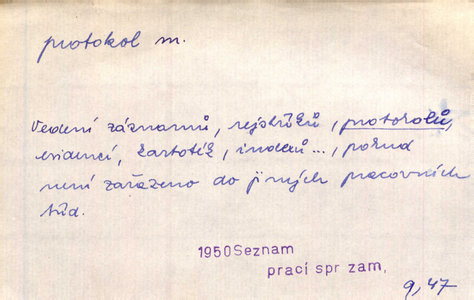 protokol m.
Vedení záznamů, rejstříků, protokolů,
evidencí, kartoték, indexů..., pokud
není zařazeno do jiných pracovních
tříd.
1950Seznam
prací spr zam,
9,47